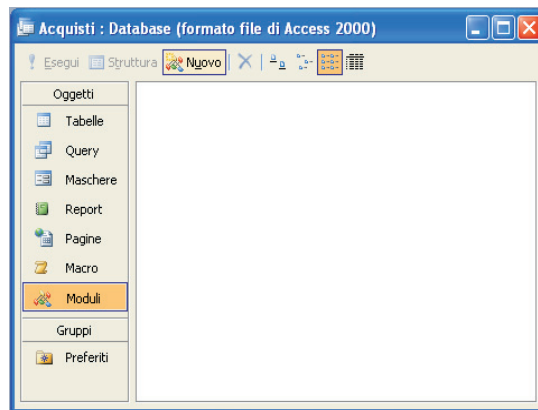 Acquisti : Database (formato file di Access 2000)
Esegui Struttura Nuovo
Oggetti
Tabelle
Query
Maschere
Report
Pagine
Macro
Moduli
Gruppi
Preferiti